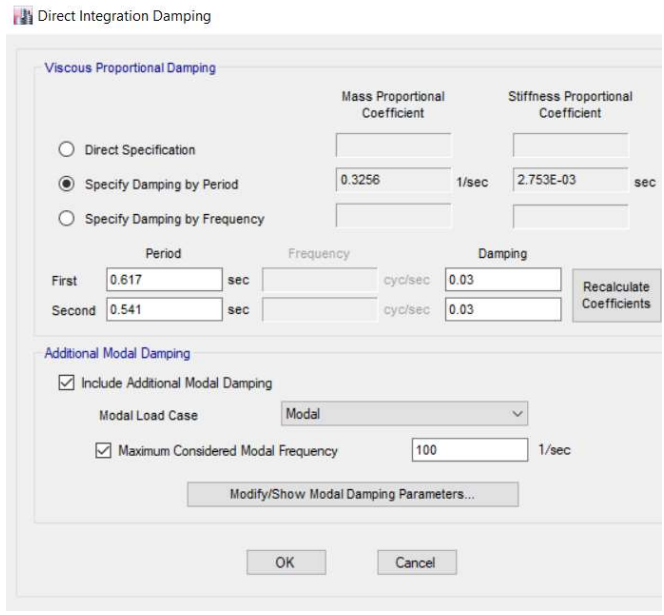 Direct Integration Damping
Viscous Proportional Damping
Mass Proportional Coefficient
Stiffness Proportional Coefficient
Direct Specification
Specify Damping by Period 0.3256 1/sec 2.753E-03 sec
Specify Damping by Frequency
Period Frequency Damping
First 0.617 sec cyc/sec 0.03
Second 0.541 sec cyc/sec 0.03
Recalculate Coefficients
Additional Modal Damping
Include Additional Modal Damping
Modal Load Case Modal
Maximum Considered Modal Frequency 100 1/sec
Modify/Show Modal Damping Parameters...
OK Cancel